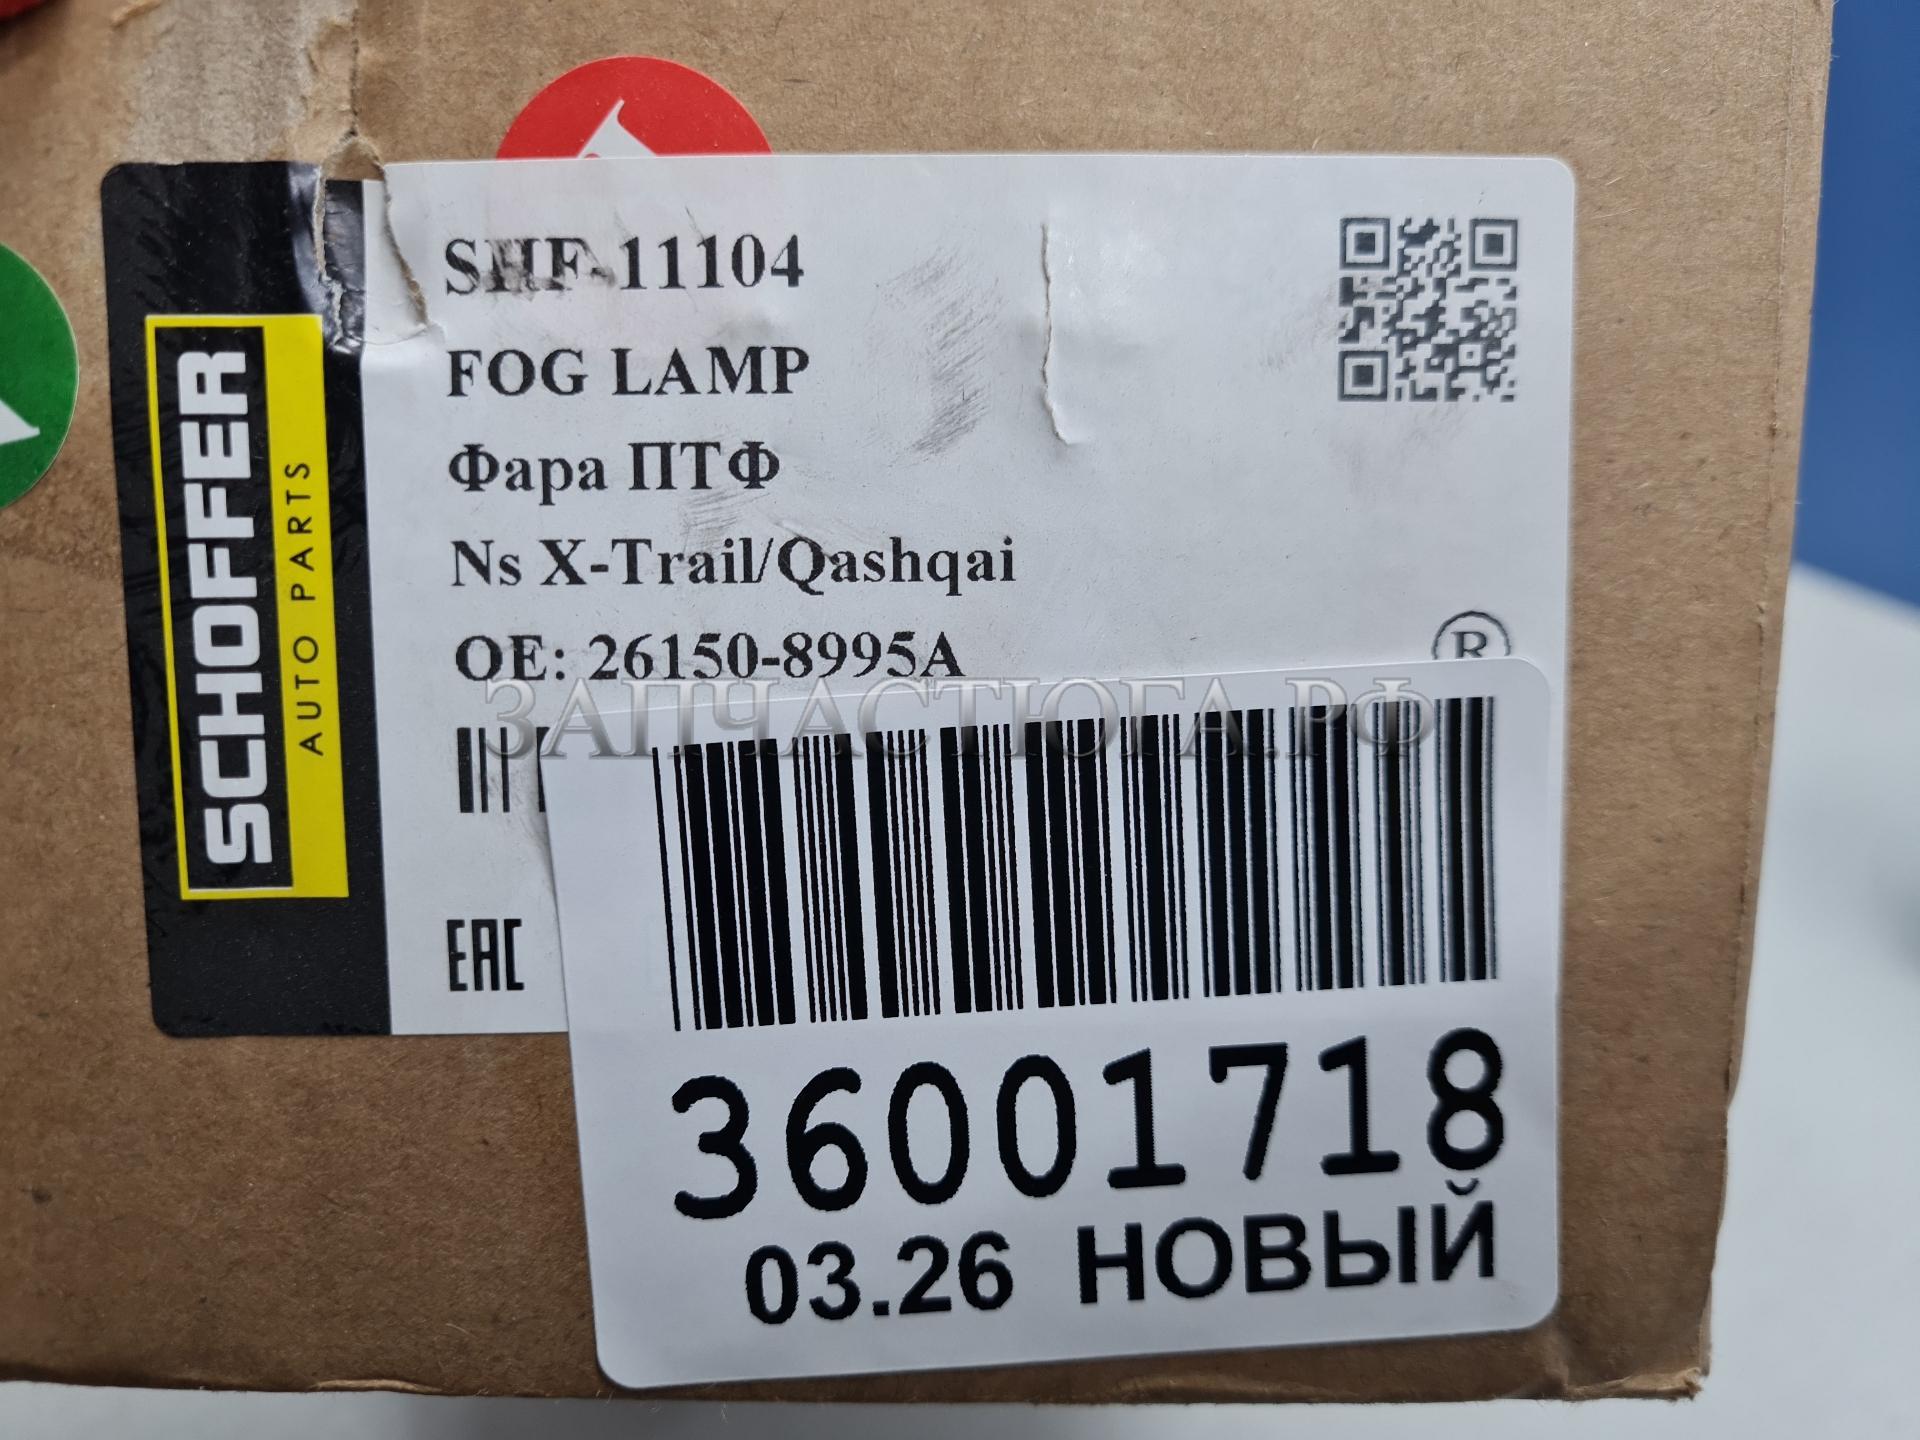 SHF-11104
FOG LAMP
Фара ПТФ
Ns X-Trail/Qashqai
OE: 26150-8995A
®
SCHOFFER
AUTO PARTS
ЗАПЧАСТЮГА.РФ
EAC
36001718
03.26 НОВЫЙ